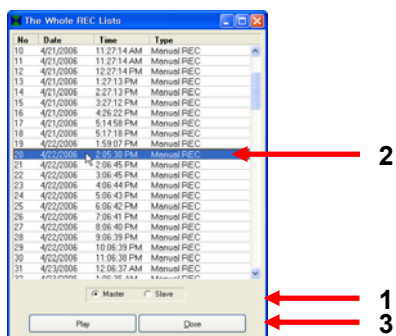 The Whole REC Lists
No Date Time Type
10 4/21/2006 11:27:14 AM Manual REC
11 4/21/2006 11:27:14 AM Manual REC
12 4/21/2006 12:27:14 PM Manual REC
13 4/21/2006 1:27:13 PM Manual REC
14 4/21/2006 2:27:13 PM Manual REC
15 4/21/2006 3:27:12 PM Manual REC
16 4/21/2006 4:26:22 PM Manual REC
17 4/21/2006 5:14:58 PM Manual REC
18 4/21/2006 5:17:18 PM Manual REC
19 4/22/2006 1:59:07 PM Manual REC
20 4/22/2006 2:05:30 PM Manual REC
21 4/22/2006 2:06:45 PM Manual REC
22 4/22/2006 3:06:45 PM Manual REC
23 4/22/2006 4:06:44 PM Manual REC
24 4/22/2006 5:06:43 PM Manual REC
25 4/22/2006 6:06:42 PM Manual REC
26 4/22/2006 7:06:41 PM Manual REC
27 4/22/2006 8:06:40 PM Manual REC
28 4/22/2006 9:06:39 PM Manual REC
29 4/22/2006 10:06:39 PM Manual REC
30 4/22/2006 11:06:38 PM Manual REC
31 4/23/2006 12:06:37 AM Manual REC
2
Master Slave
1
Play Close
3